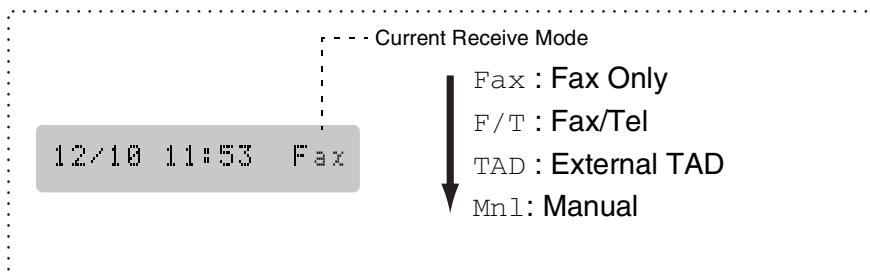 Current Receive Mode
12/10 11:53 Fax
Fax : Fax Only
F/T : Fax/Tel
TAD : External TAD
Mnl: Manual